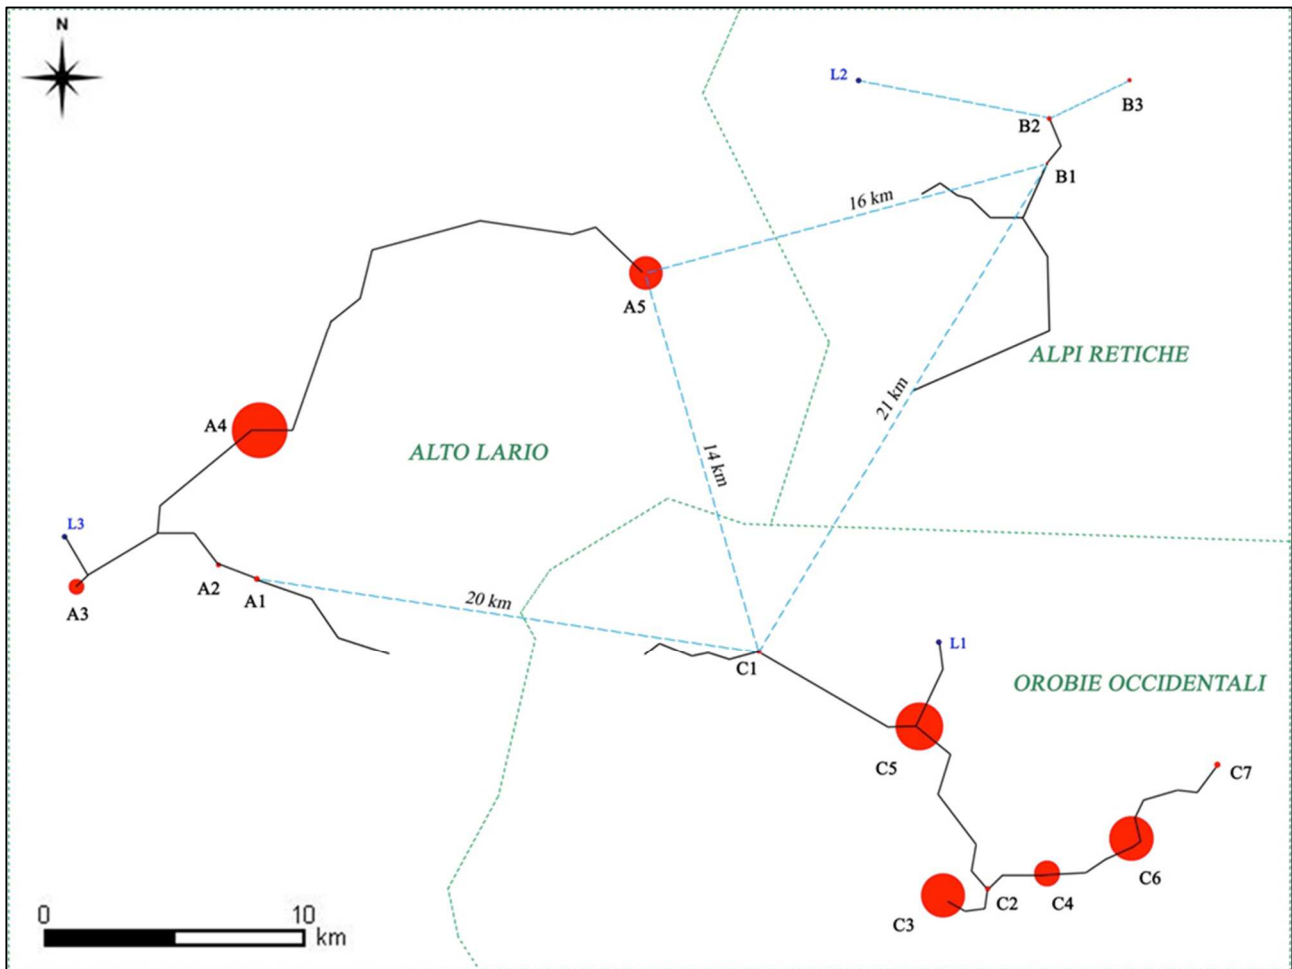 N
L2
B3
B2
B1
16 km
A5
ALPI RETICHE
21 km
A4
ALTO LARIO
14 km
L3
A2
A1
A3
20 km
C1
L1
OROBIE OCCIDENTALI
C5
C7
C6
C2
C4
C3
0
10
km